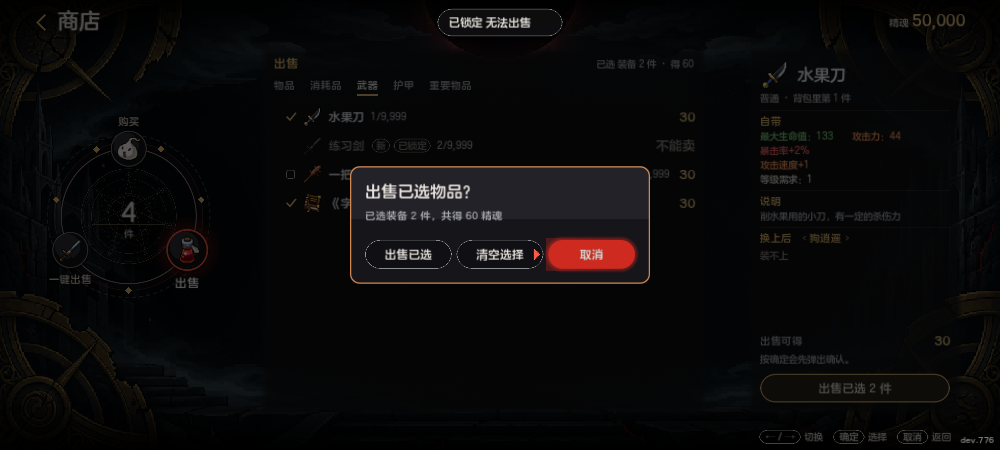 商店
已锁定 无法出售
精魂 50,000
出售
已选 装备 2 件 · 得 60
物品 消耗品 武器 护甲 重要物品
水果刀 1/9,999 30
练习剑 新 已锁定 2/9,999 不能卖
一把 999 30
《字 30
购买
4
件
一键出售
出售
出售已选物品?
已选装备 2 件，共得 60 精魂
出售已选 清空选择 取消
水果刀
普通 · 背包里第 1 件
自带
最大生命值: 133 攻击力: 44
暴击率+2%
攻击速度+1
等级需求: 1
说明
削水果用的小刀，有一定的杀伤力
换上后 <狗逍遥>
装不上
出售可得 30
按确定会先弹出确认。
出售已选 2 件
←/→ 切换 确定 选择 取消 返回
dev.776